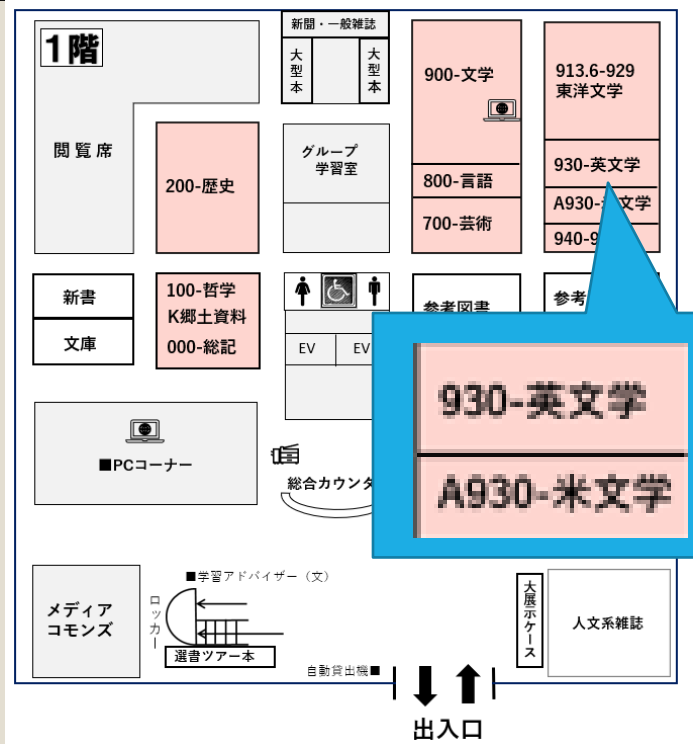 1階
閲覧席
新聞・一般雑誌
大型本
大型本
グループ
学習室
200-歴史
900-文学
800-言語
700-芸術
913.6-929
東洋文学
930-英文学
A930-
文学
940-9
新書
文庫
100-哲学
K郷土資料
000-総記
EV
EV
参考図書
参考
930-英文学
A930-米文学
■PCコーナー
総合カウンタ
メディア
コモンズ
ロッカー
■学習アドバイザー（文）
選書ツアー本
自動貸出機■
大展示ケース
人文系雑誌
出入口